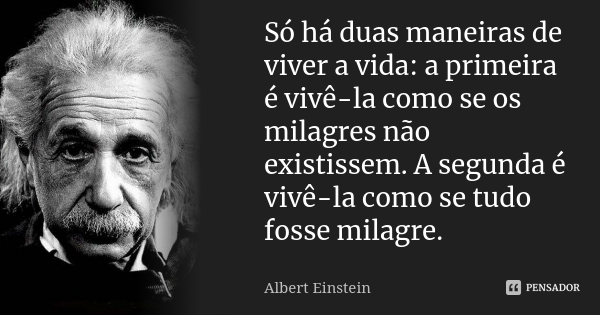 Só há duas maneiras de
viver a vida: a primeira
é vivê-la como se os
milagres não
existissem. A segunda é
vivê-la como se tudo
fosse milagre.
Albert Einstein
PENSADOR